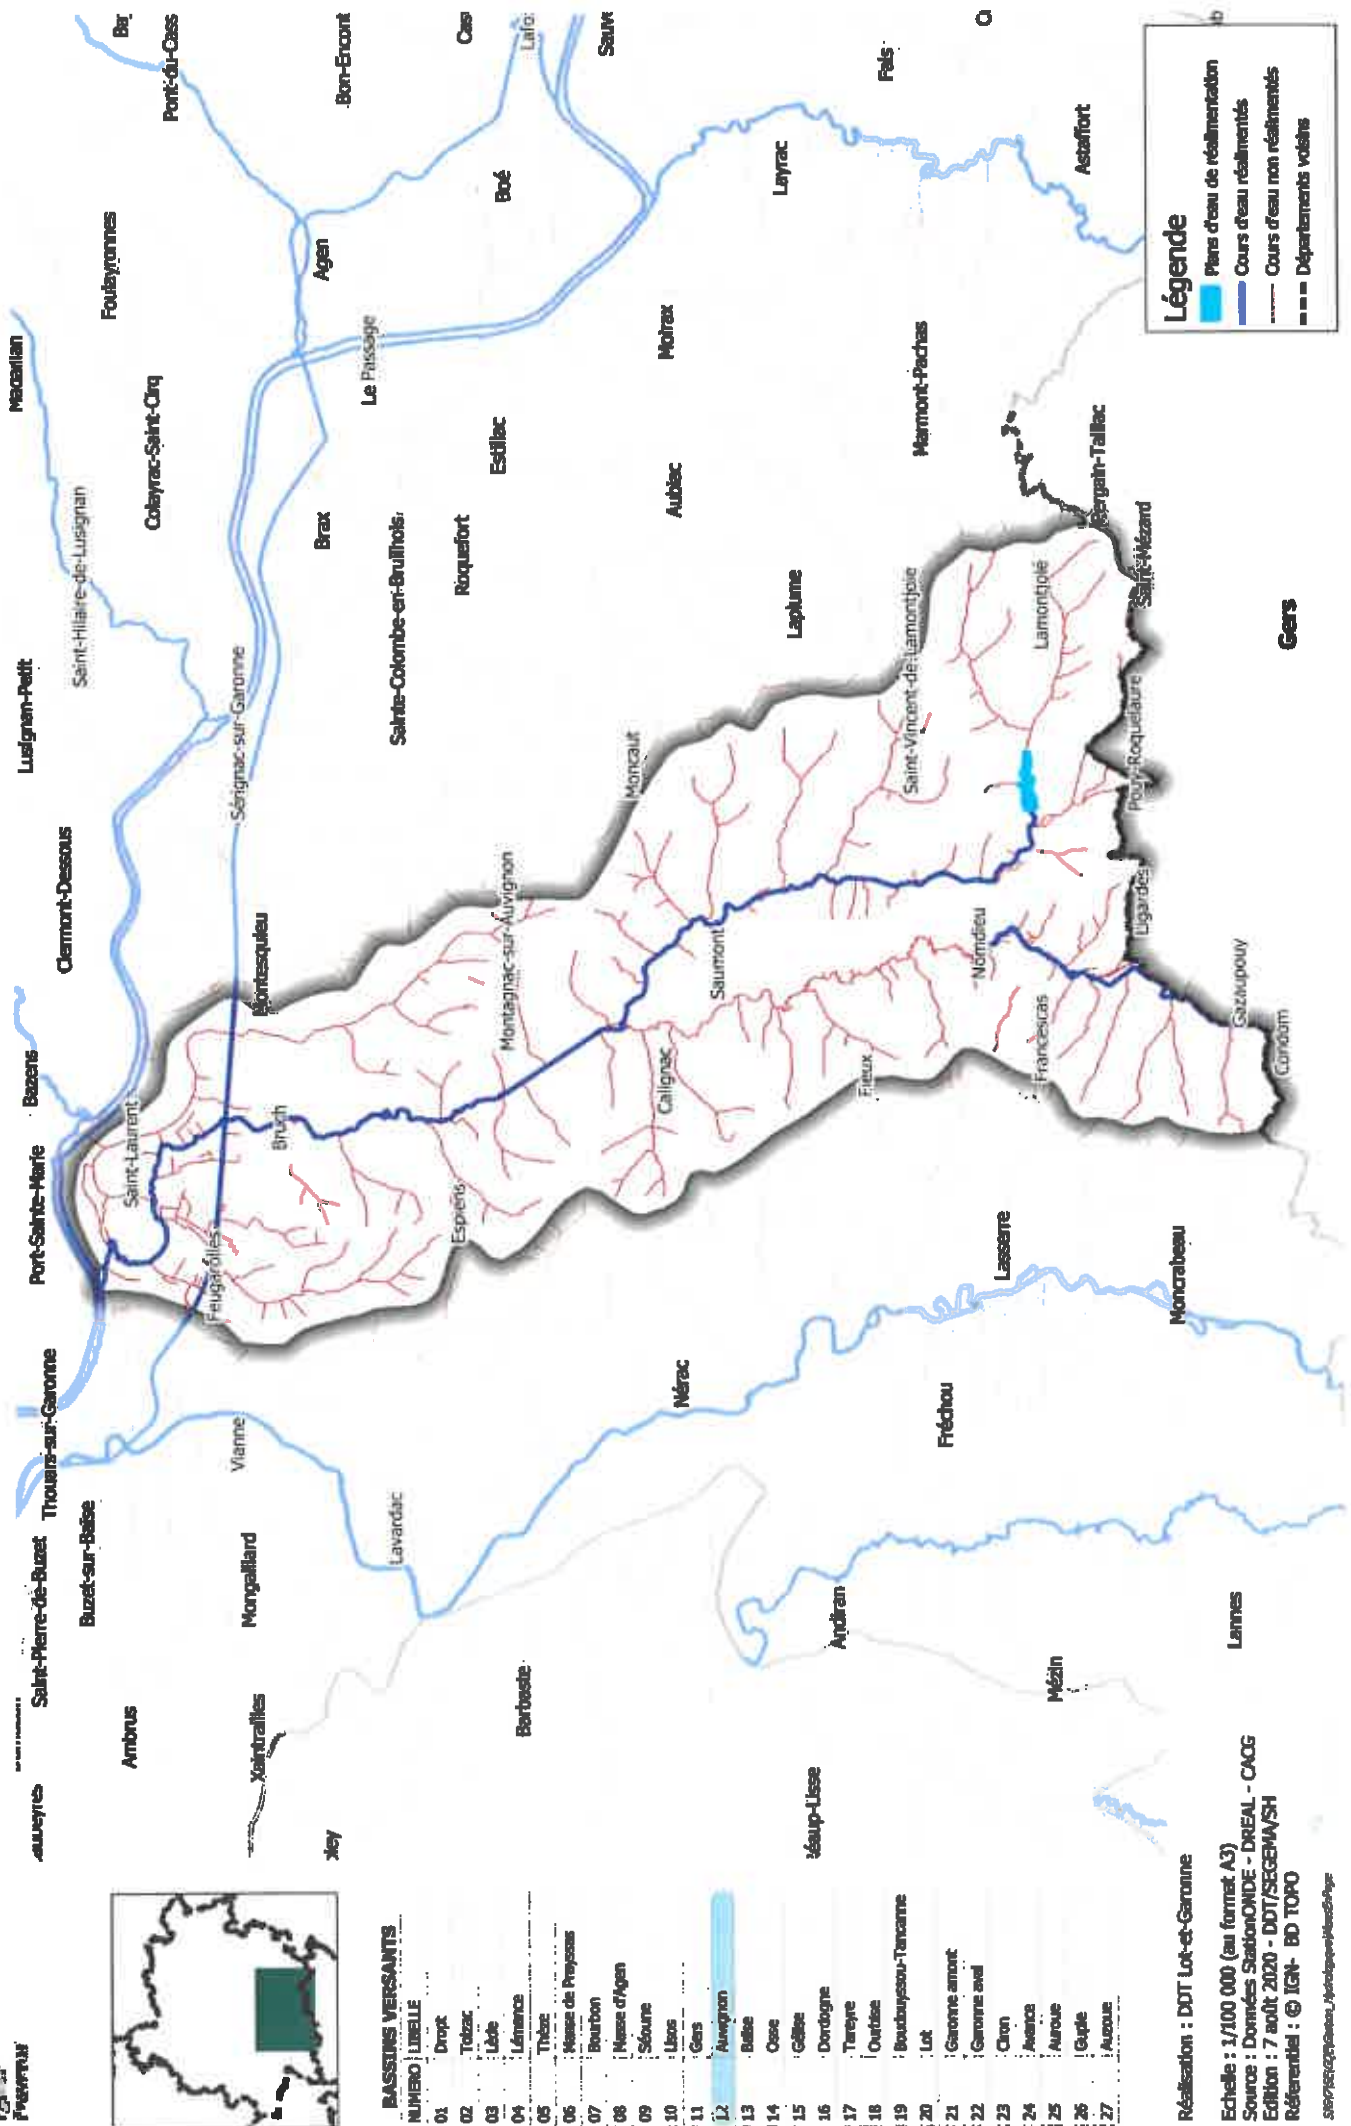 Légende
Plans d'eau de réalimentation
Cours d'eau réalimentés
Cours d'eau non réalimentés
Départements voisins
Port-Sainte-Marie
Bazens
Clermont-Dessous
Lusignan-Petit
Saint-Hilaire-de-Lusignan
Madaillan
Colayrac-Saint-Cirq
Foulayronnes
Pont-du-Cass
Bon-Encont
Agen
Boé
Le Passage
Sérignac-sur-Garonne
Brax
Sainte-Colombe-en-Bruilhois
Roquefort
Estillac
Aubiac
Moirax
Layrac
Fals
Astaffort
Marmont-Pachas
Laplume
Moncaut
Saint-Vincent-de-Lamontjoie
Lamontjoie
Bergain-Taillac
Saint-Mézard
Gers
Pouy-Roquelaure
Ligardes
Gazaupouy
Condom
Nomdieu
Francescas
Fieux
Saumont
Calignac
Montagnac-sur-Auvignon
Montesquieu
Bruch
Saint-Laurent
Feugarolles
Espiens
Thouars-sur-Garonne
Vianne
Lavardac
Nérac
Lasserre
Moncrabeau
Fréchou
Andiran
Mézin
Lannes
Barbaste
Réaup-Lisse
Xaintrailles
Ambrus
Mongaillard
Buzet-sur-Baïse
Saint-Pierre-de-Buzet
BASSINS VERSANTS
NUMERO LIBELLE
01 Dropt
02 Tolzac
03 Lède
04 Lémance
05 Thèze
06 Masse de Prayssas
07 Bourbon
08 Masse d'Agen
09 Séoune
10 Lisos
11 Gers
12 Auvignon
13 Baïse
14 Osse
15 Gélise
16 Dordogne
17 Tareyre
18 Ourbise
19 Boudouyssou-Tancanne
20 Lot
21 Garonne amont
22 Garonne aval
23 Ciron
24 Avance
25 Auroue
26 Gupie
27 Auzoue
Réalisation : DDT Lot-et-Garonne
Echelle : 1/100 000 (au format A3)
Source : Données StationONDE - DREAL - CACG
Edition : 7 août 2020 - DDT/SEGEMA/SH
Référentiel : © IGN- BD TOPO